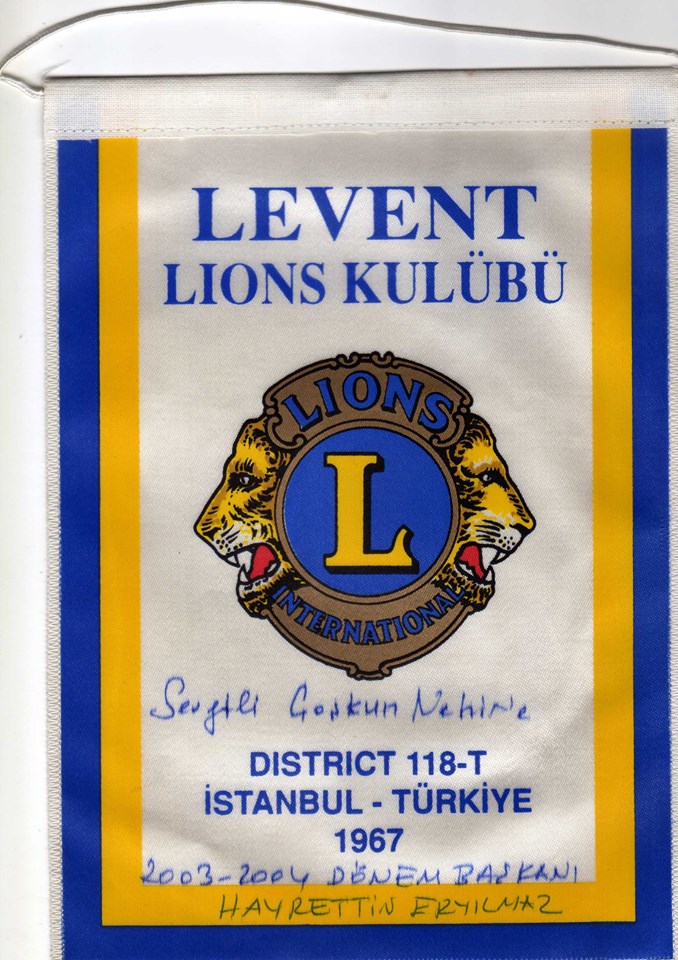 LEVENT
LIONS KULÜBÜ
LIONS
L
INTERNATIONAL
Sevgili Coşkun Nehir'e
DISTRICT 118-T
İSTANBUL - TÜRKİYE
1967
2003-2004 DÖNEM BAŞKANI
HAYRETTİN ERYILMAZ